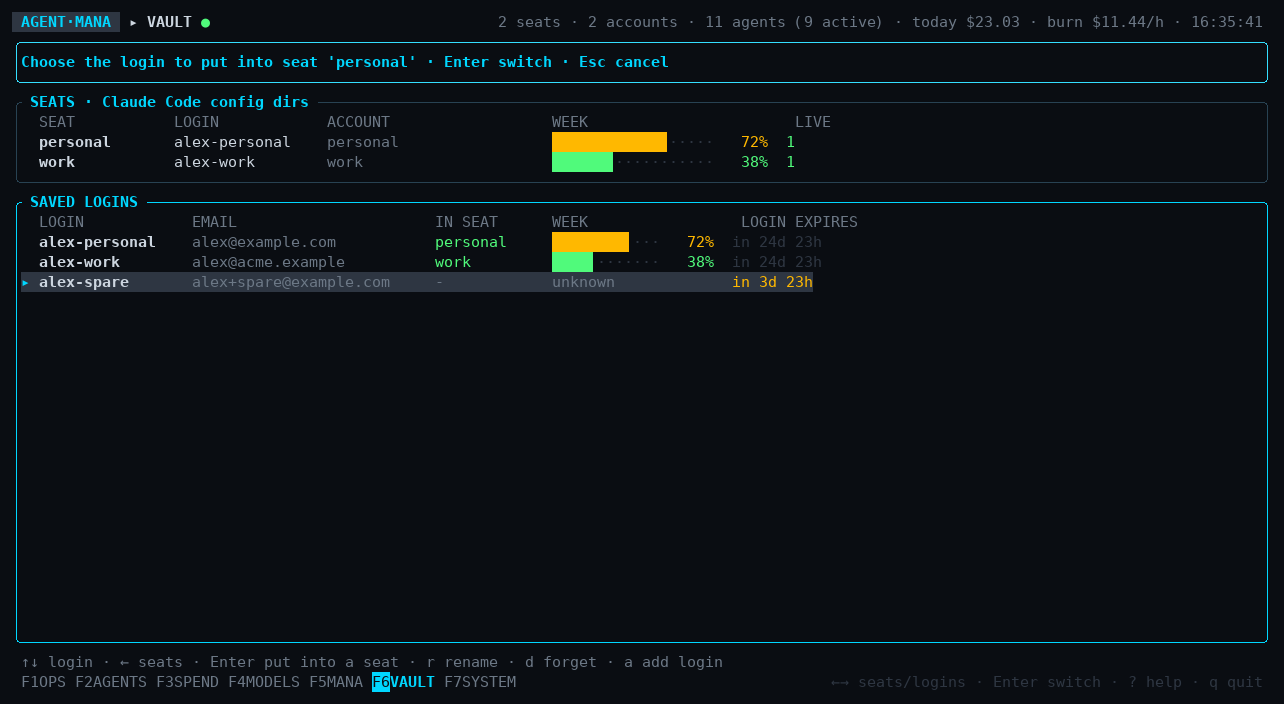 AGENT·MANA ▸ VAULT ● 2 seats · 2 accounts · 11 agents (9 active) · today $23.03 · burn $11.44/h · 16:35:41
Choose the login to put into seat 'personal' · Enter switch · Esc cancel
SEATS · Claude Code config dirs
SEAT LOGIN ACCOUNT WEEK LIVE
personal alex-personal personal 72% 1
work alex-work work 38% 1
SAVED LOGINS
LOGIN EMAIL IN SEAT WEEK LOGIN EXPIRES
alex-personal alex@example.com personal 72% in 24d 23h
alex-work alex@acme.example work 38% in 24d 23h
▸ alex-spare alex+spare@example.com - unknown in 3d 23h
↑↓ login · ← seats · Enter put into a seat · r rename · d forget · a add login
F1OPS F2AGENTS F3SPEND F4MODELS F5MANA F6VAULT F7SYSTEM ←→ seats/logins · Enter switch · ? help · q quit